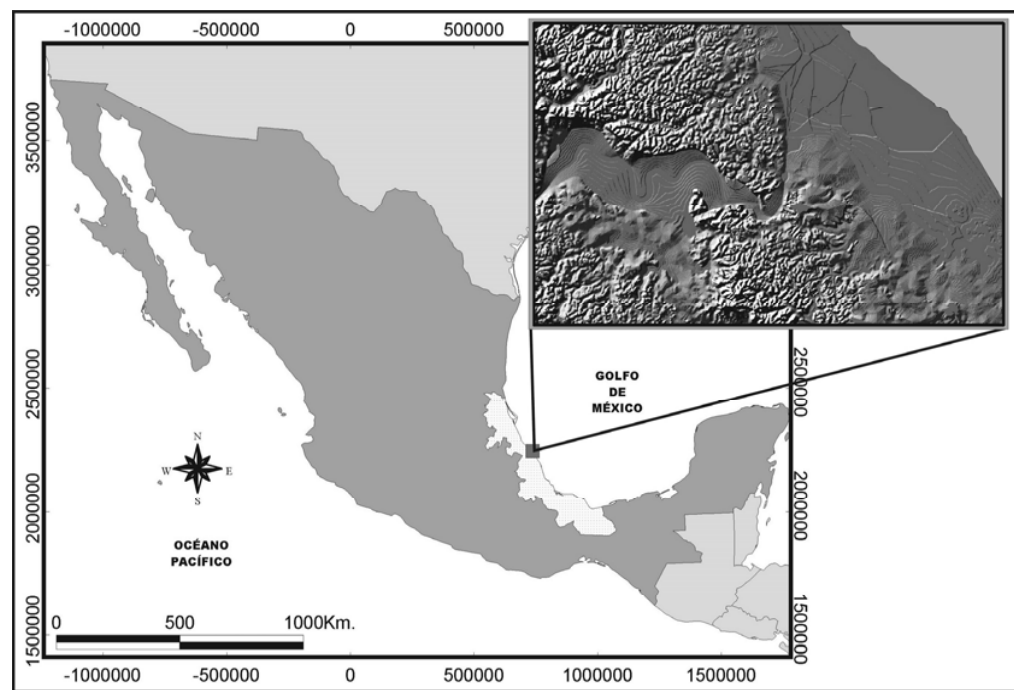 -1000000 -500000 0 500000
3500000
3000000
2500000
2000000
1500000
GOLFO
DE
MÉXICO
2500000
2000000
1500000
N
W E
S
OCÉANO
PACÍFICO
0 500 1000Km.
-1000000 -500000 0 500000 1000000 1500000